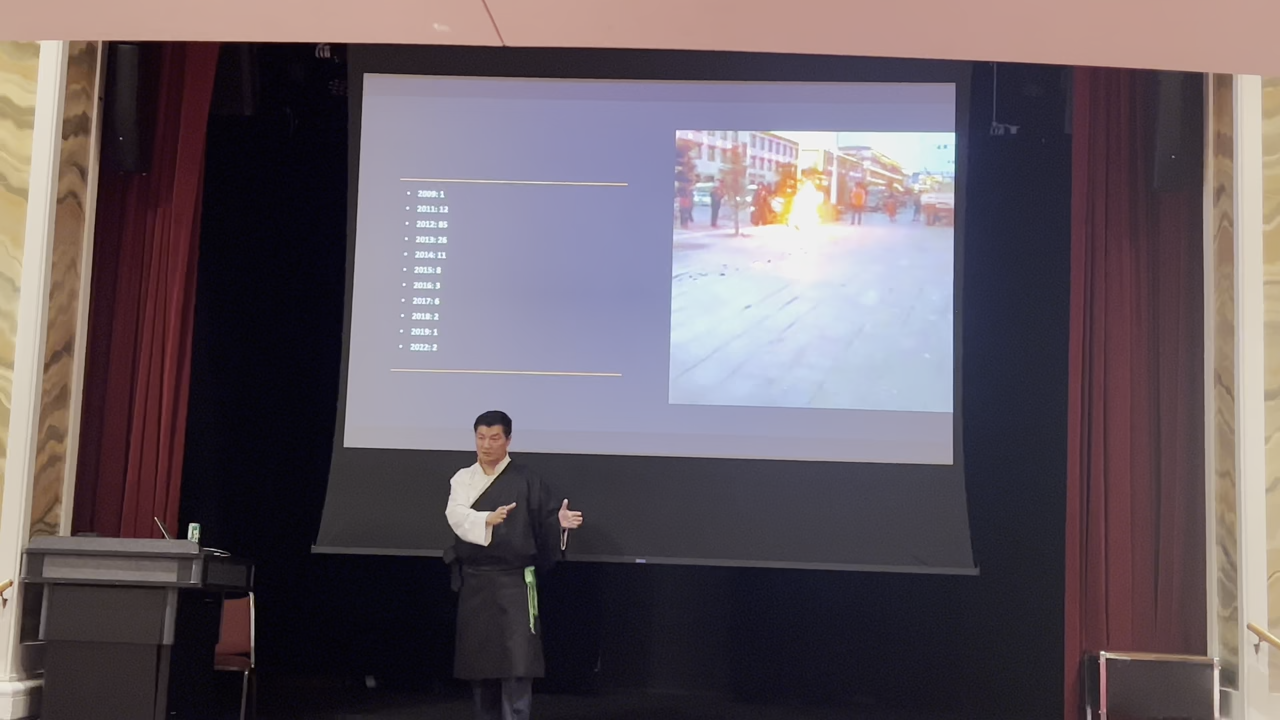 • 2009: 1
• 2011: 12
• 2012: 85
• 2013: 26
• 2014: 11
• 2015: 8
• 2016: 3
• 2017: 6
• 2018: 2
• 2019: 1
• 2022: 2